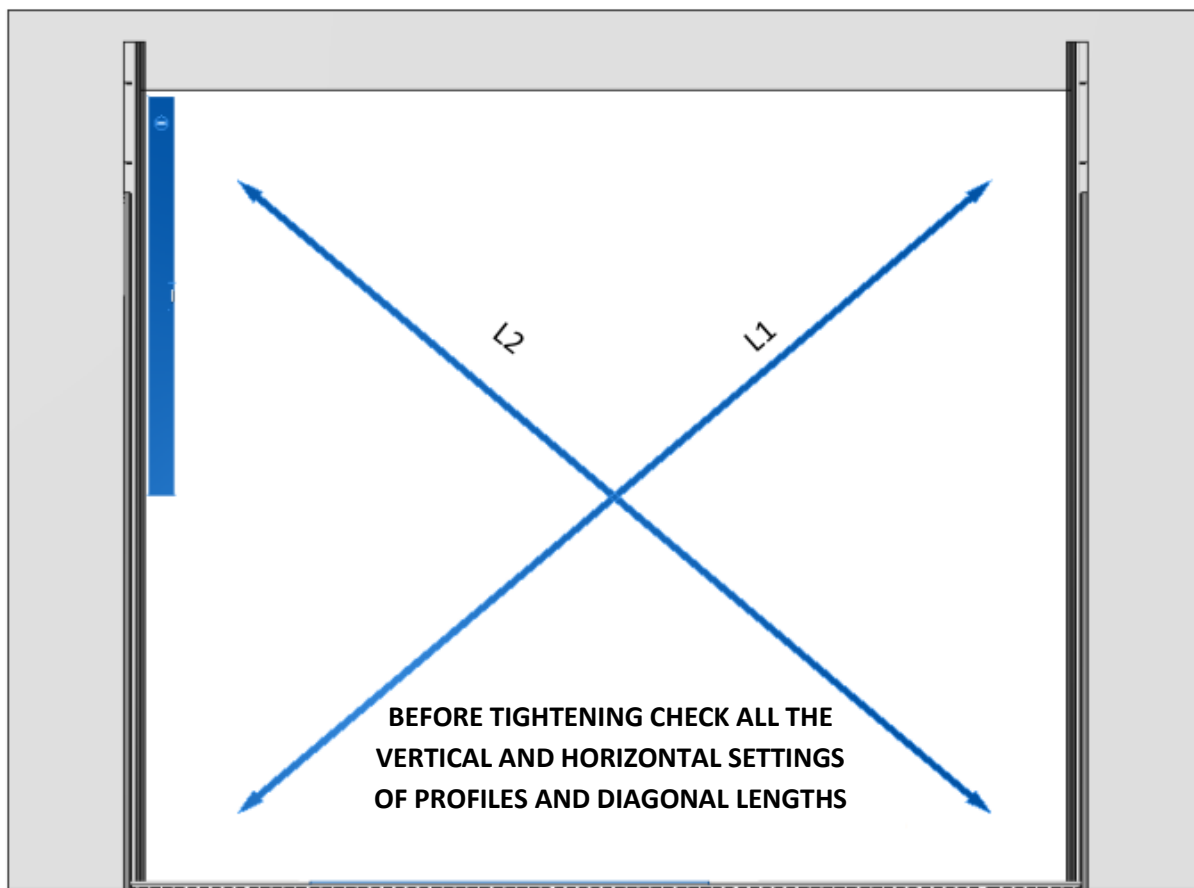 L2
L1
BEFORE TIGHTENING CHECK ALL THE
VERTICAL AND HORIZONTAL SETTINGS
OF PROFILES AND DIAGONAL LENGTHS